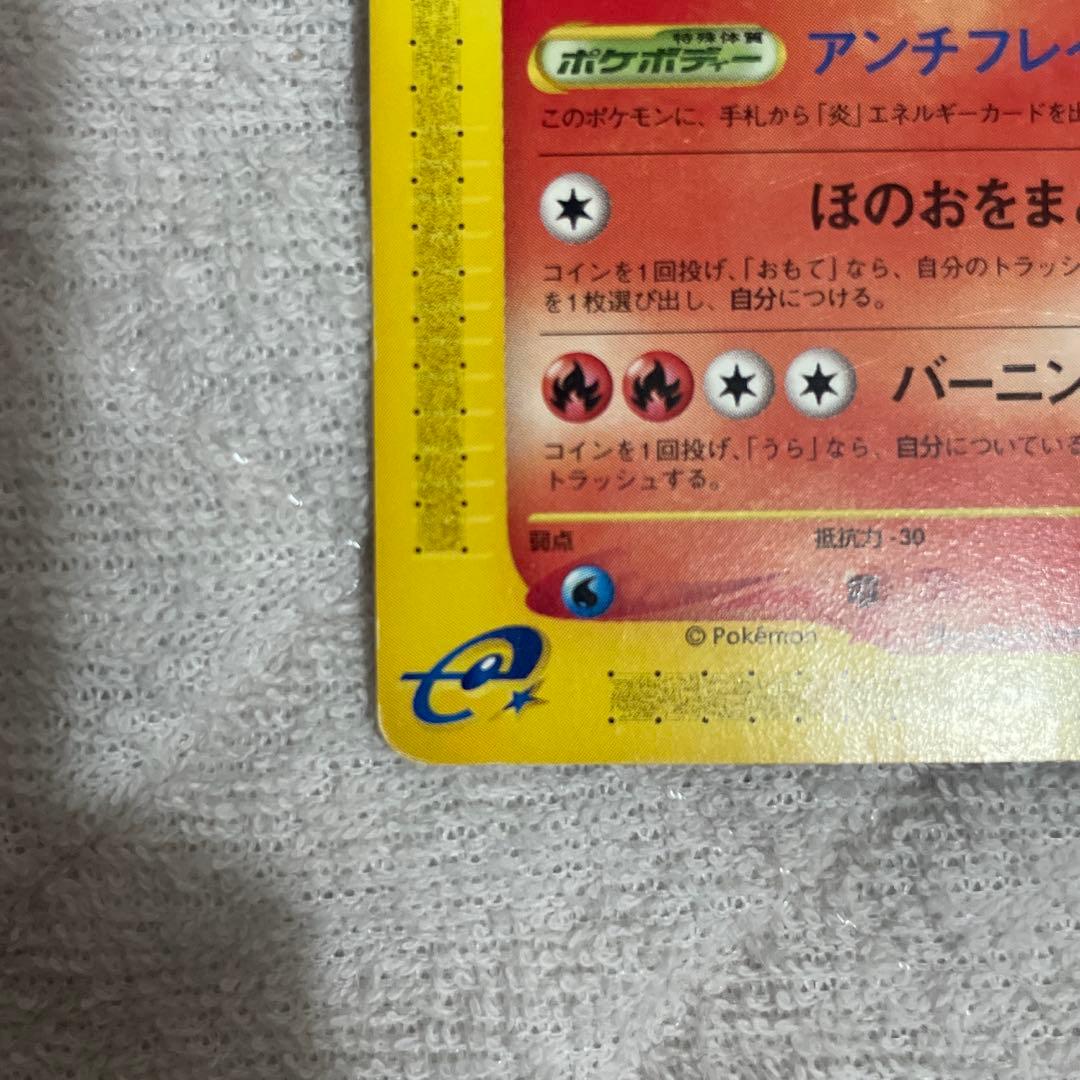 特殊体質
ポケボディー アンチフレイ
このポケモンに、手札から「炎」エネルギーカードを出
ほのおをまと
コインを1回投げ、「おもて」なら、自分のトラッシ
を1枚選び出し、自分につける。
バーニン
コインを1回投げ、「うら」なら、自分についている
トラッシュする。
弱点 抵抗力 -30
© Pokémon
e